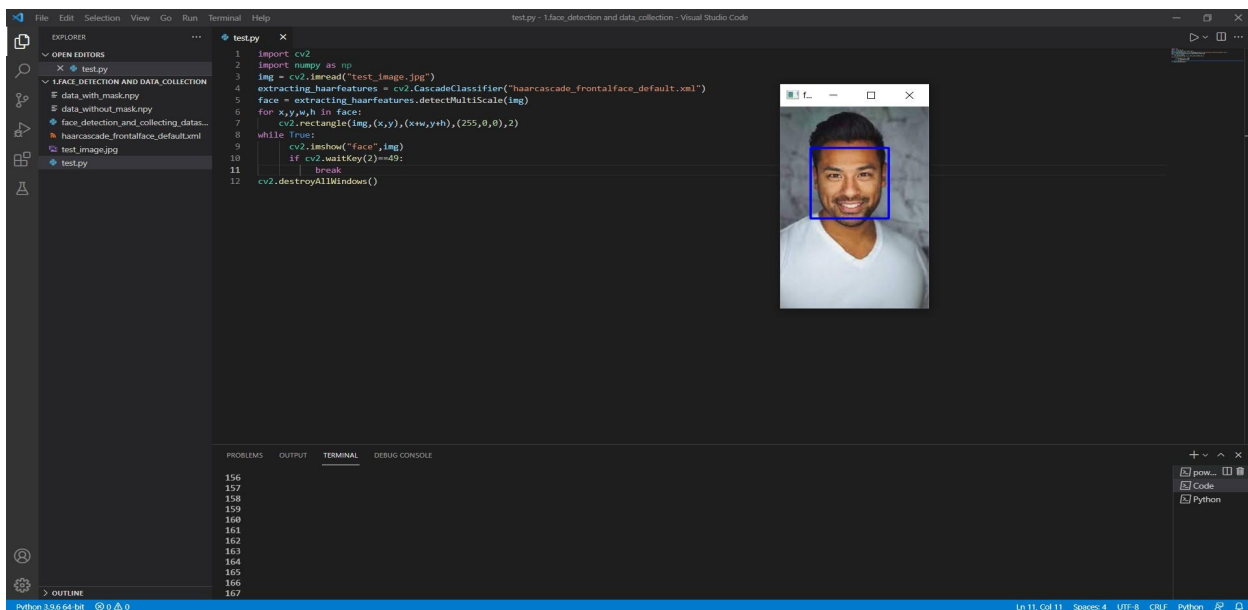 File Edit Selection View Go Run Terminal Help
test.py - 1.face_detection and data_collection - Visual Studio Code
EXPLORER
OPEN EDITORS
test.py
1.FACE_DETECTION AND DATA_COLLECTION
data_with_mask.npy
data_without_mask.npy
face_detection_and_collecting_datas...
haarcascade_frontalface_default.xml
test_image.jpg
test.py
OUTLINE
test.py
1 import cv2
2 import numpy as np
3 img = cv2.imread("test_image.jpg")
4 extracting_haarfeatures = cv2.CascadeClassifier("haarcascade_frontalface_default.xml")
5 face = extracting_haarfeatures.detectMultiScale(img)
6 for x,y,w,h in face:
7 cv2.rectangle(img,(x,y),(x+w,y+h),(255,0,0),2)
8 while True:
9 cv2.imshow("face",img)
10 if cv2.waitKey(2)==49:
11 break
12 cv2.destroyAllWindows()
f...
PROBLEMS OUTPUT TERMINAL DEBUG CONSOLE
156
157
158
159
160
161
162
163
164
165
166
167
pow...
Code
Python
Python 3.9.6 64-bit 0 0
Ln 11, Col 11 Spaces: 4 UTF-8 CRLF Python